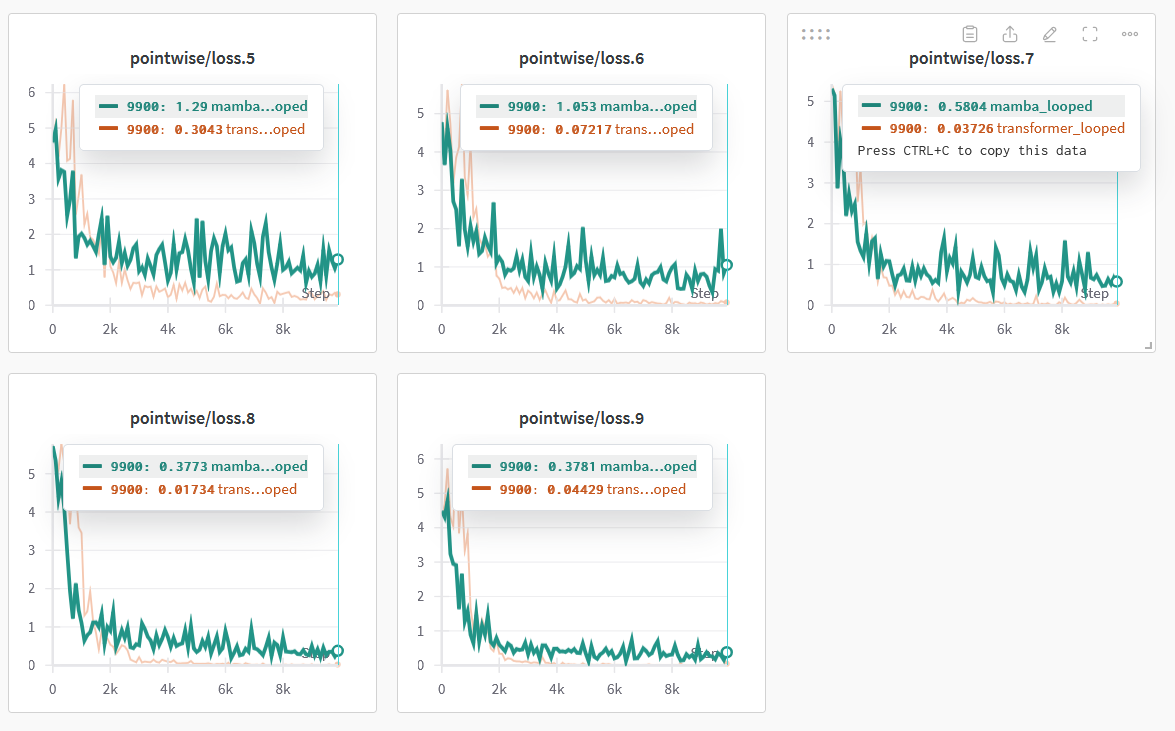 pointwise/loss.5
9900: 1.29 mamba...oped
9900: 0.3043 trans...oped
6
5
4
3
2
1
0
0 2k 4k 6k 8k
Step
pointwise/loss.6
9900: 1.053 mamba...oped
9900: 0.07217 trans...oped
5
4
3
2
1
0
0 2k 4k 6k 8k
Step
pointwise/loss.7
9900: 0.5804 mamba_looped
9900: 0.03726 transformer_looped
Press CTRL+C to copy this data
5
4
3
2
1
0
0 2k 4k 6k 8k
Step
pointwise/loss.8
9900: 0.3773 mamba...oped
9900: 0.01734 trans...oped
5
4
3
2
1
0
0 2k 4k 6k 8k
Step
pointwise/loss.9
9900: 0.3781 mamba...oped
9900: 0.04429 trans...oped
6
5
4
3
2
1
0
0 2k 4k 6k 8k
Step